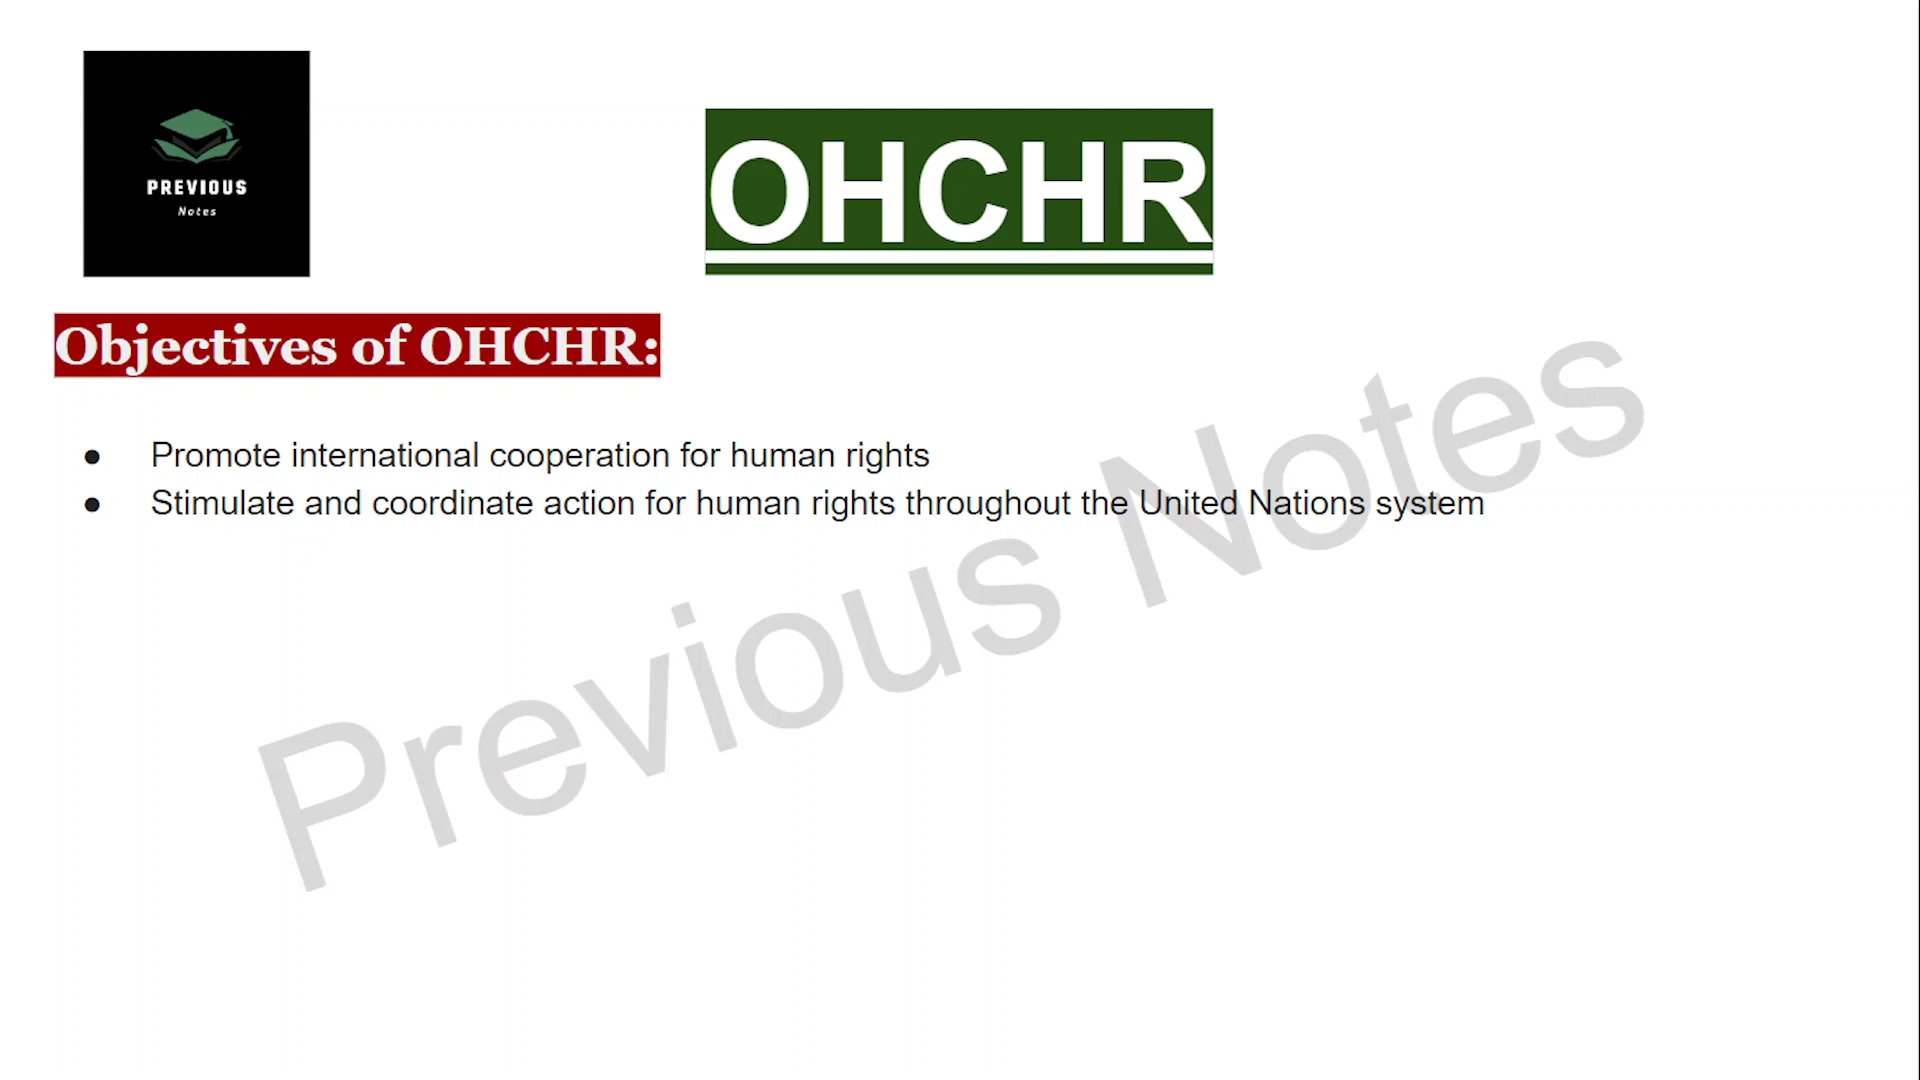 PREVIOUS
Notes
OHCHR
Objectives of OHCHR:
● Promote international cooperation for human rights
● Stimulate and coordinate action for human rights throughout the United Nations system
Previous Notes